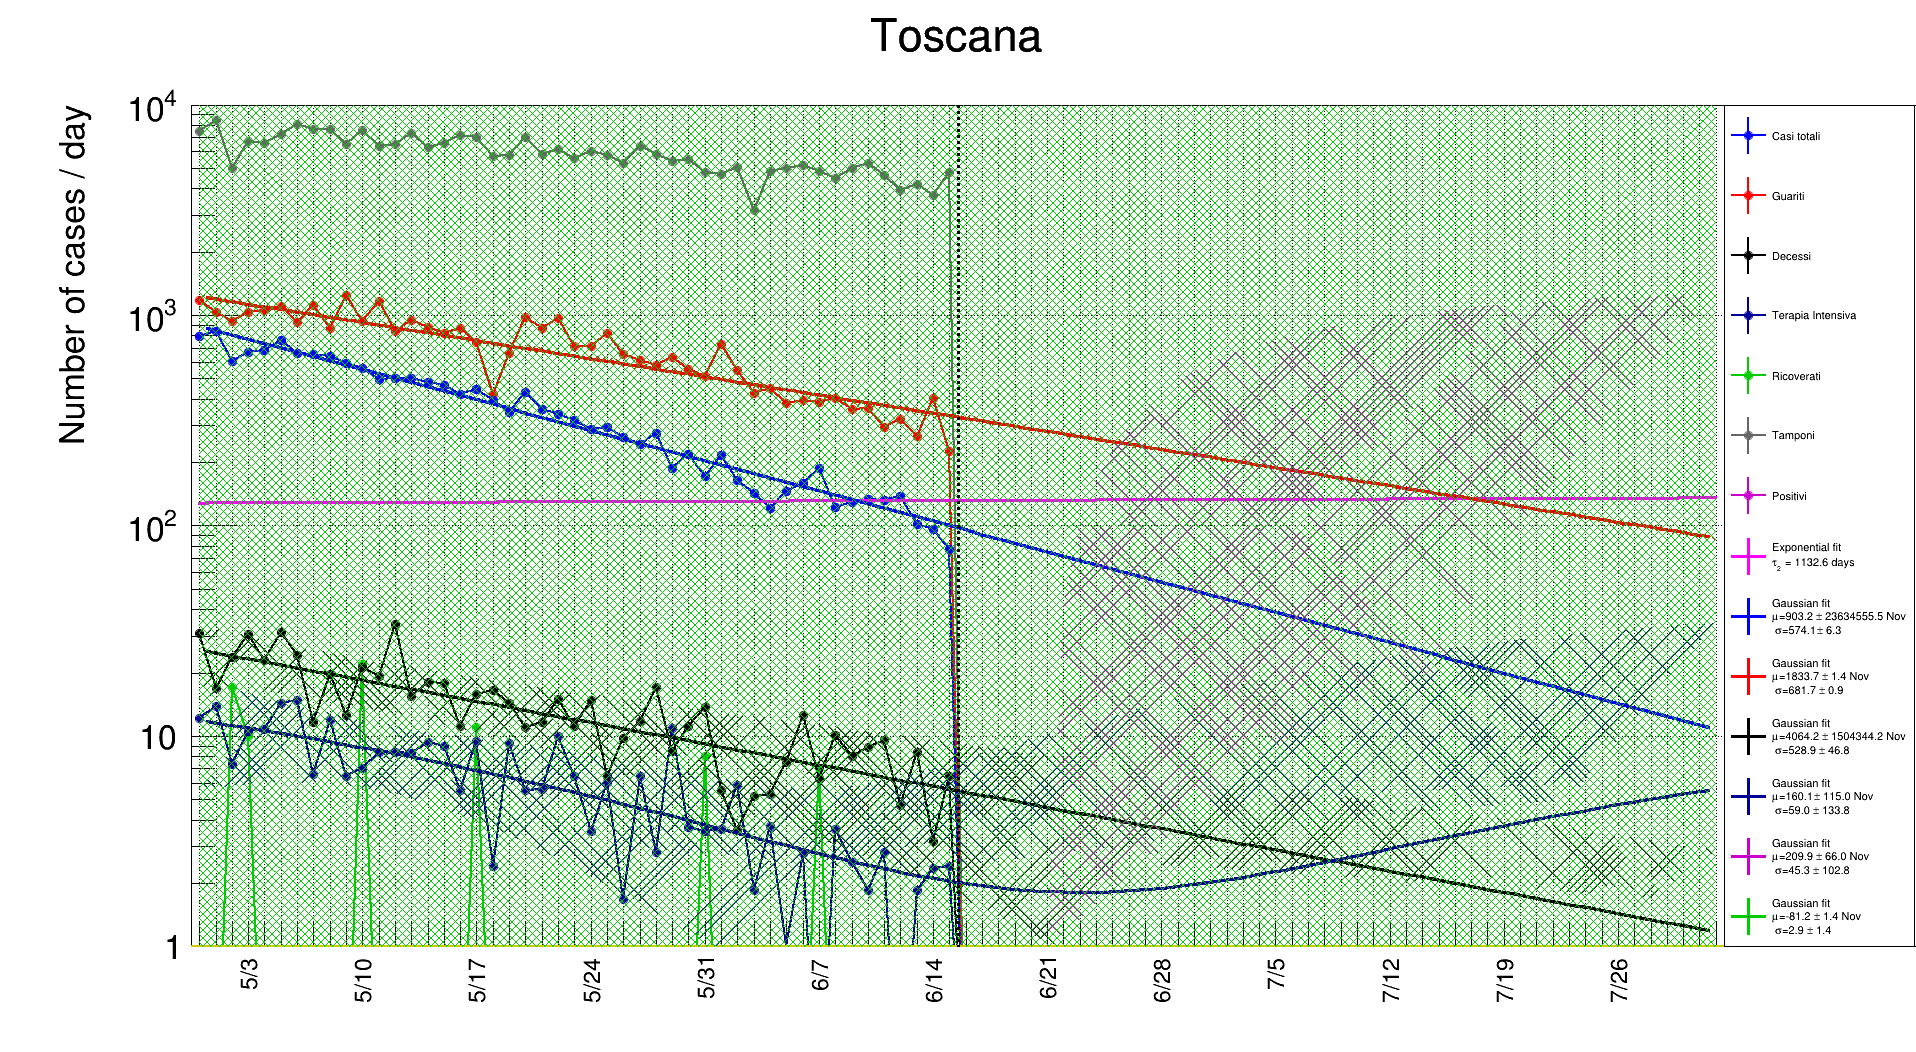 Toscana
Number of cases / day
10^4
10^3
10^2
10
1
5/3
5/10
5/17
5/24
5/31
6/7
6/14
6/21
6/28
7/5
7/12
7/19
7/26
Casi totali
Guariti
Decessi
Terapia Intensiva
Ricoverati
Tamponi
Positivi
Exponential fit
τ₂ = 1132.6 days
Gaussian fit
μ=903.2 ± 23634555.5 Nov
σ=574.1± 6.3
Gaussian fit
μ=1833.7 ± 1.4 Nov
σ=681.7 ± 0.9
Gaussian fit
μ=4064.2 ± 1504344.2 Nov
σ=528.9 ± 46.8
Gaussian fit
μ=160.1± 115.0 Nov
σ=59.0 ± 133.8
Gaussian fit
μ=209.9 ± 66.0 Nov
σ=45.3 ± 102.8
Gaussian fit
μ=-81.2 ± 1.4 Nov
σ=2.9 ± 1.4